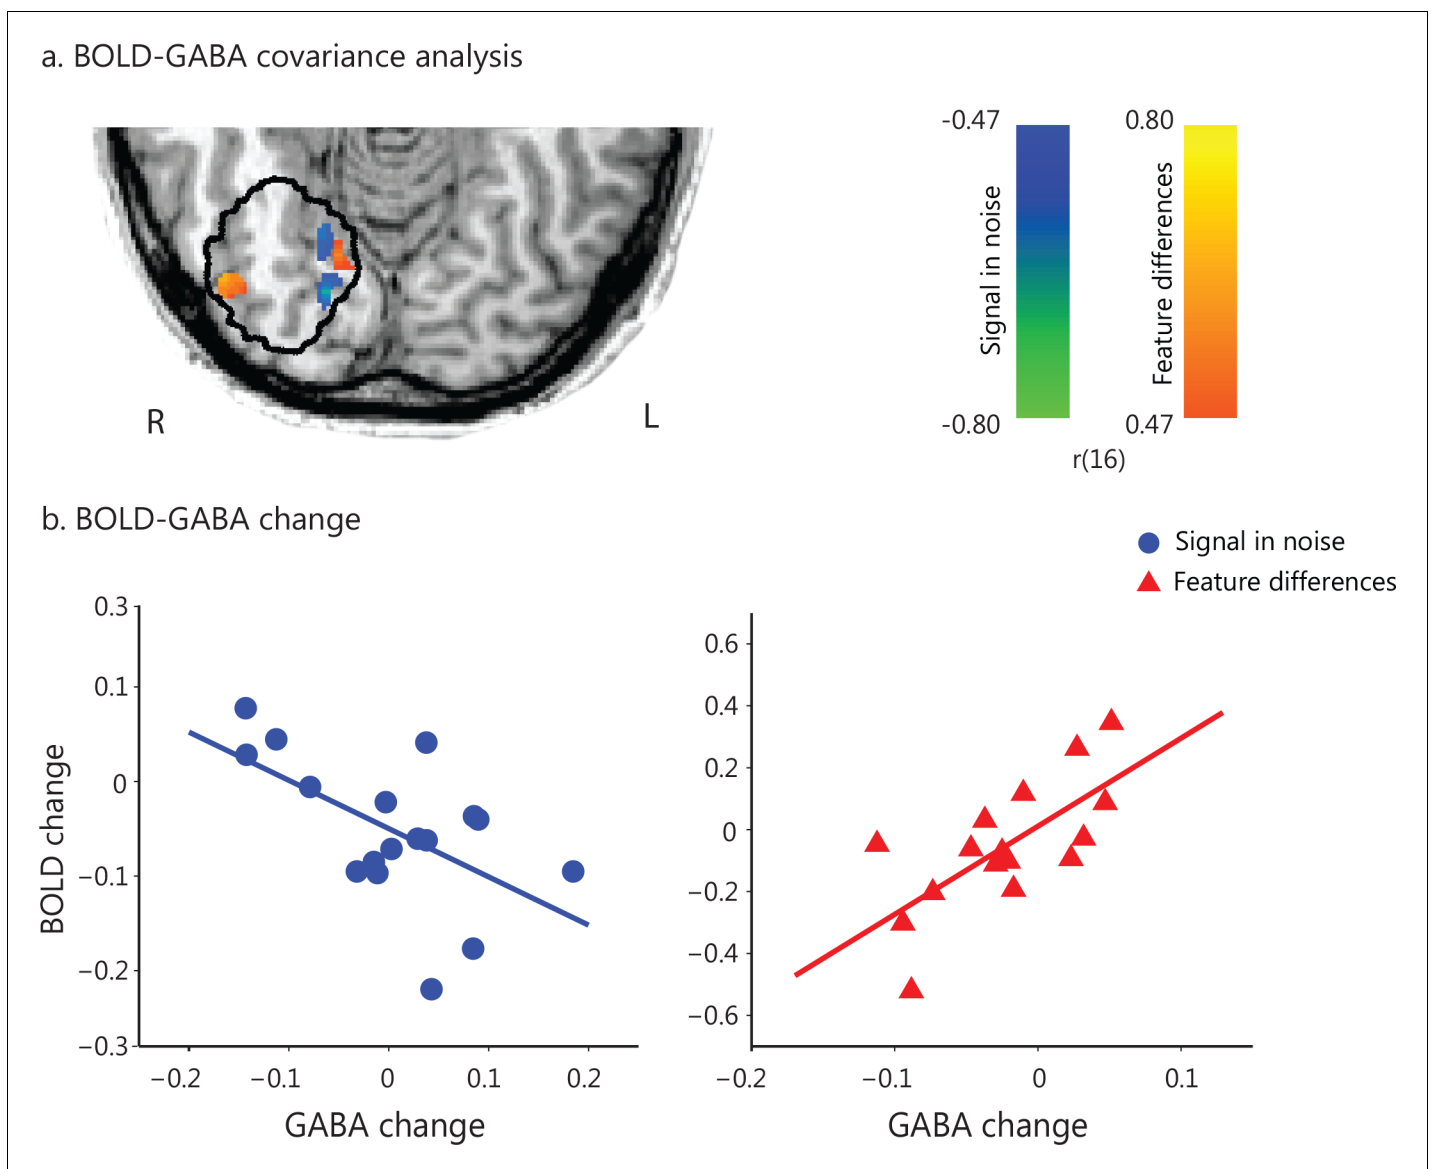 a. BOLD-GABA covariance analysis
-0.47
0.80
Signal in noise
Feature differences
-0.80
0.47
r(16)
R
L
b. BOLD-GABA change
Signal in noise
Feature differences
BOLD change
0.3
0.1
0
−0.1
−0.2
−0.3
−0.2
−0.1
0
0.1
0.2
GABA change
0.6
0.4
0.2
0
−0.2
−0.4
−0.6
−0.2
−0.1
0
0.1
GABA change